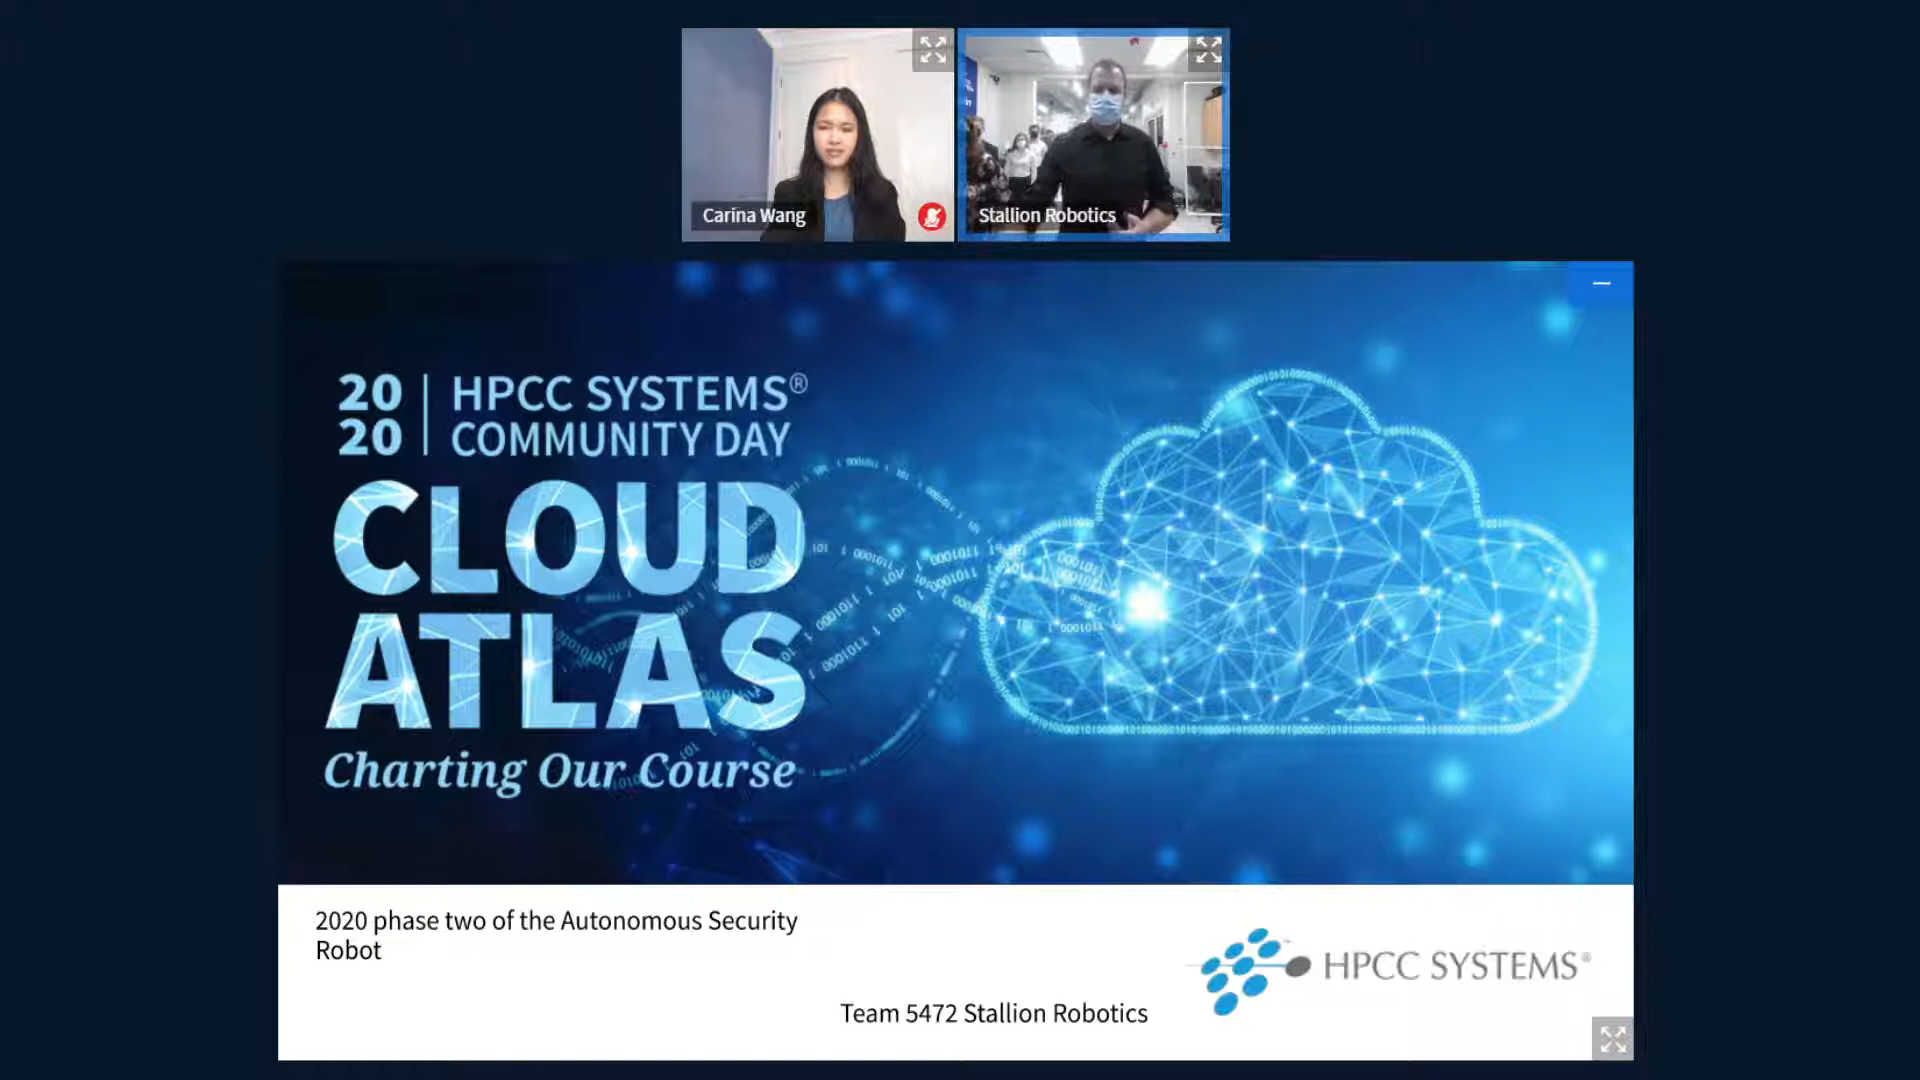 Carina Wang
Stallion Robotics
20
20
HPCC SYSTEMS®
COMMUNITY DAY
CLOUD
ATLAS
Charting Our Course
2020 phase two of the Autonomous Security
Robot
Team 5472 Stallion Robotics
HPCC SYSTEMS®